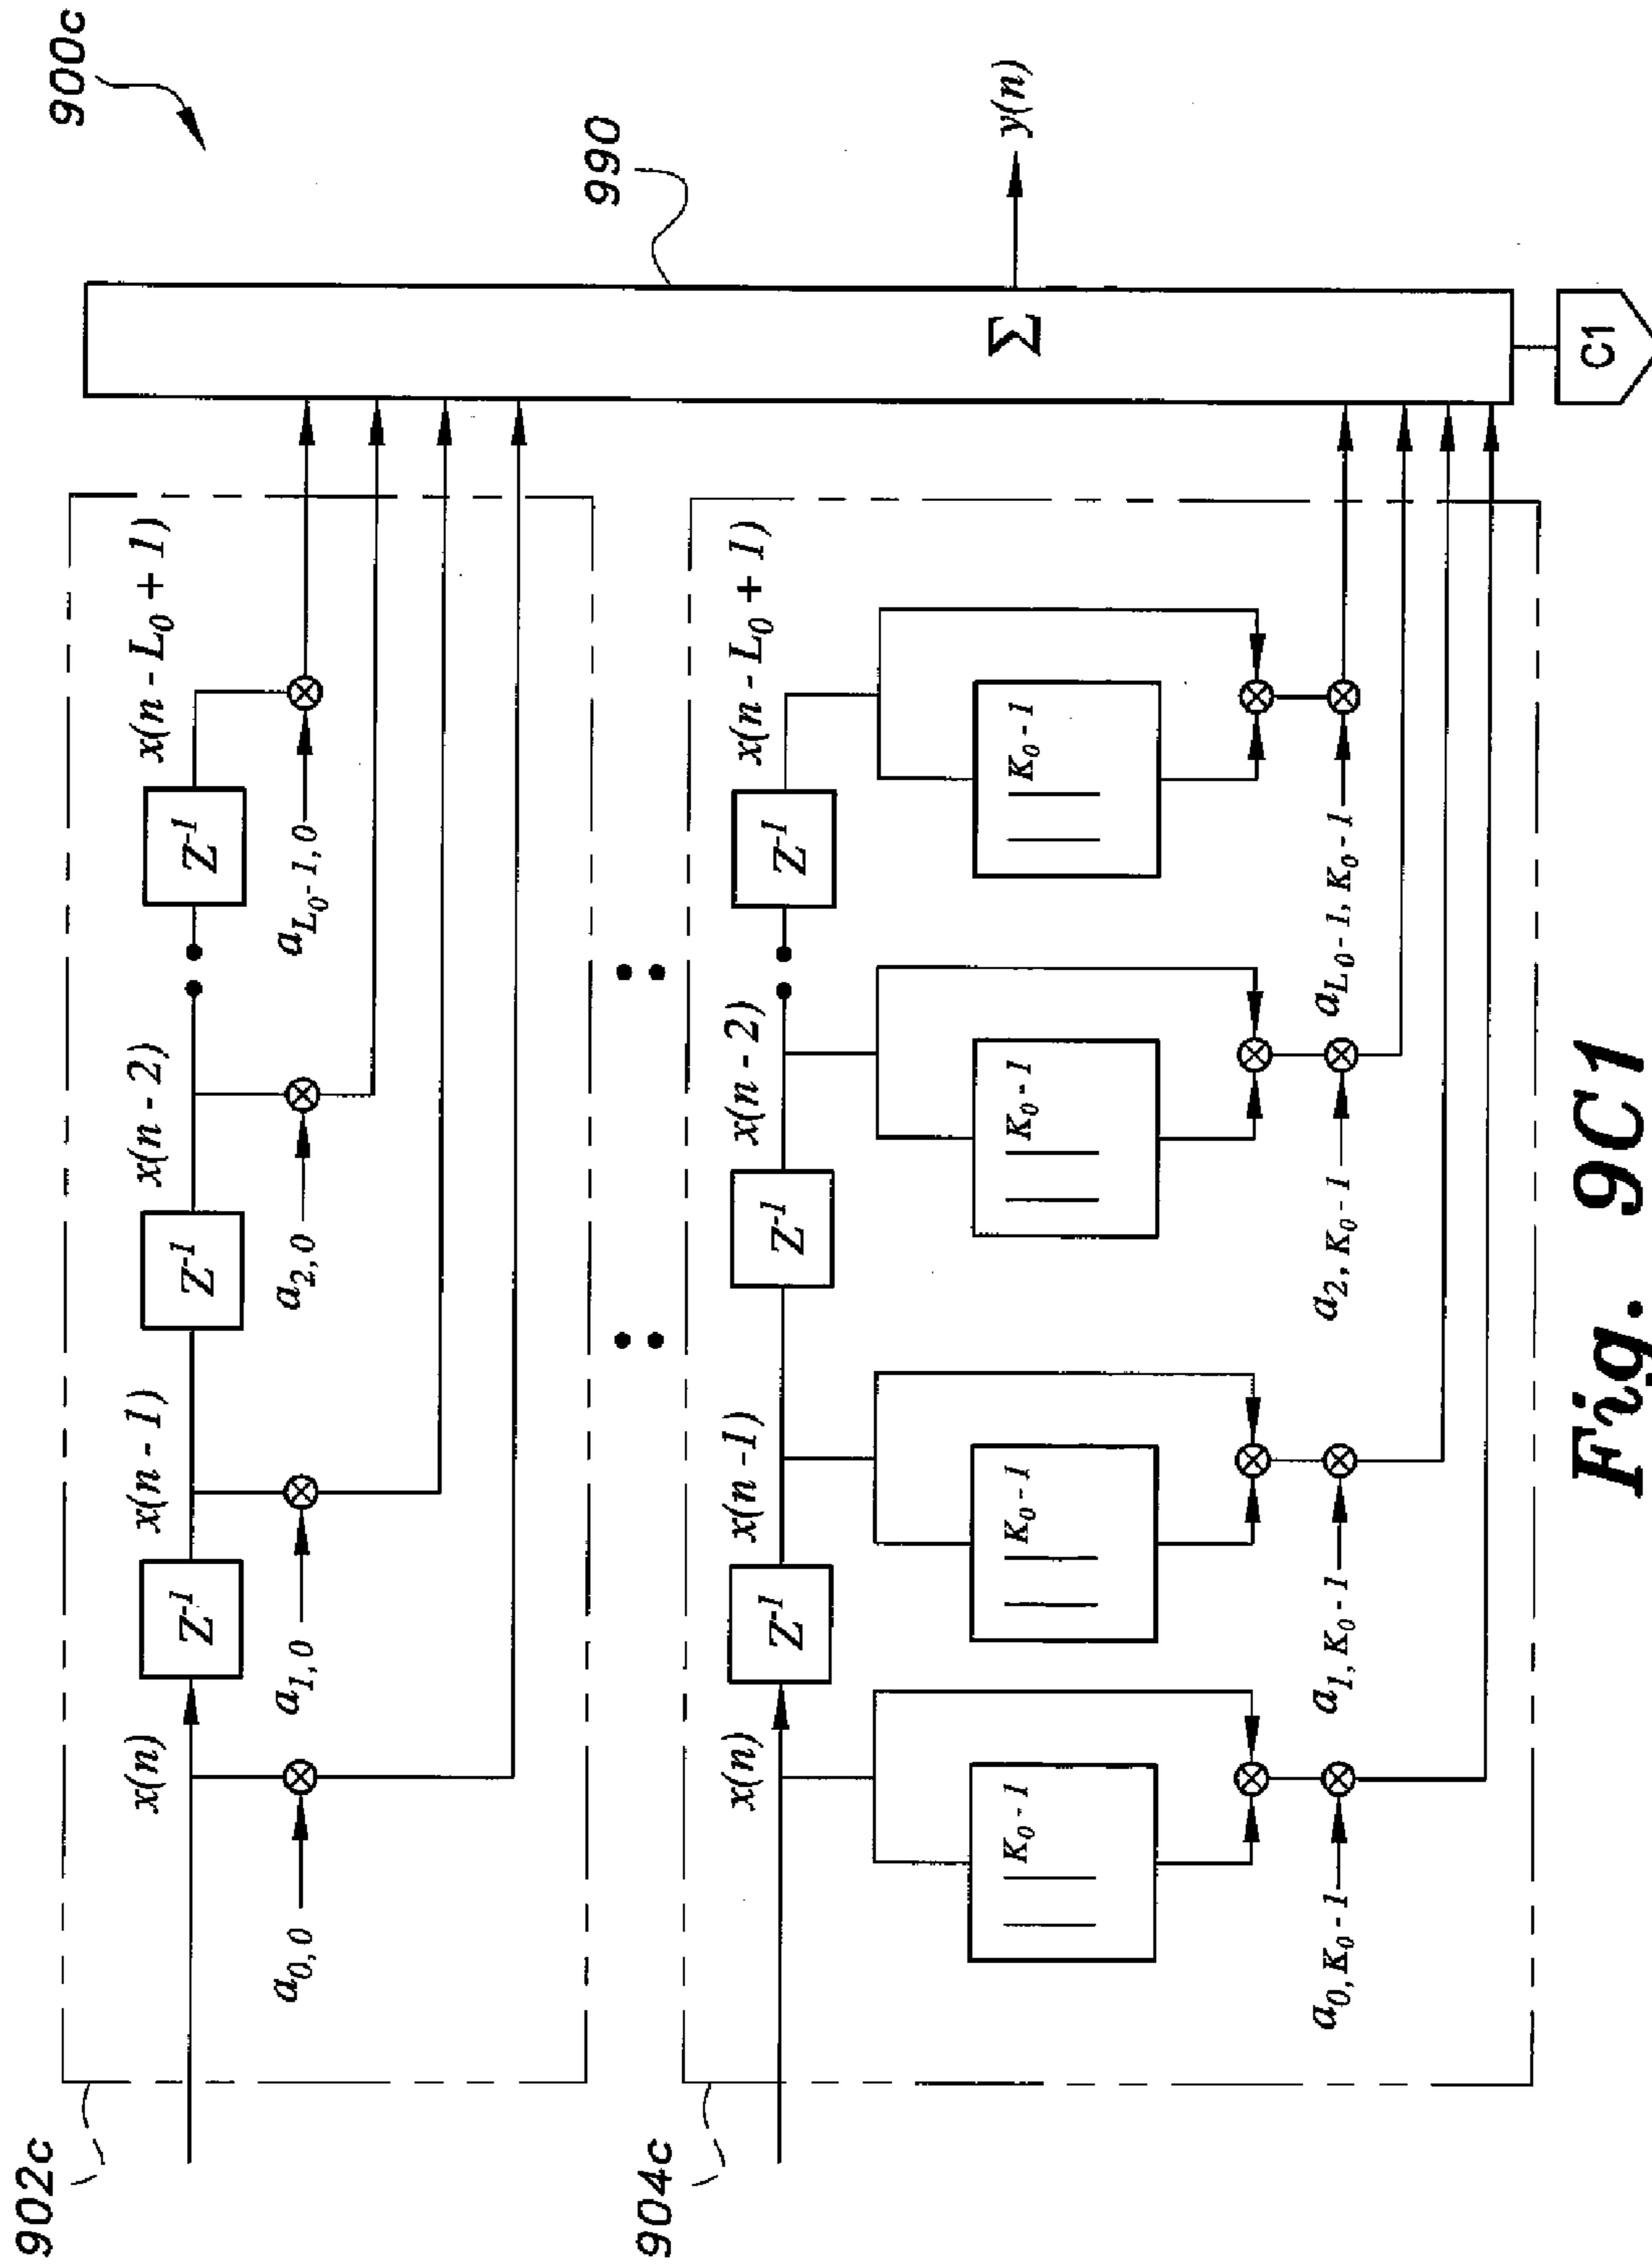 900c
902c
x(n)
x(n - 1)
x(n - 2)
x(n - L0 + 1)
Z-1
Z-1
Z-1
a0, 0
a1, 0
a2, 0
aL0 - 1, 0
990
Σ
y(n)
904c
x(n)
x(n - 1)
x(n - 2)
x(n - L0 + 1)
Z-1
Z-1
Z-1
| |K0 - 1
| |K0 - 1
| |K0 - 1
| |K0 - 1
a0, K0 - 1
a1, K0 - 1
a2, K0 - 1
aL0 - 1, K0 - 1
C1
Fig. 9C1